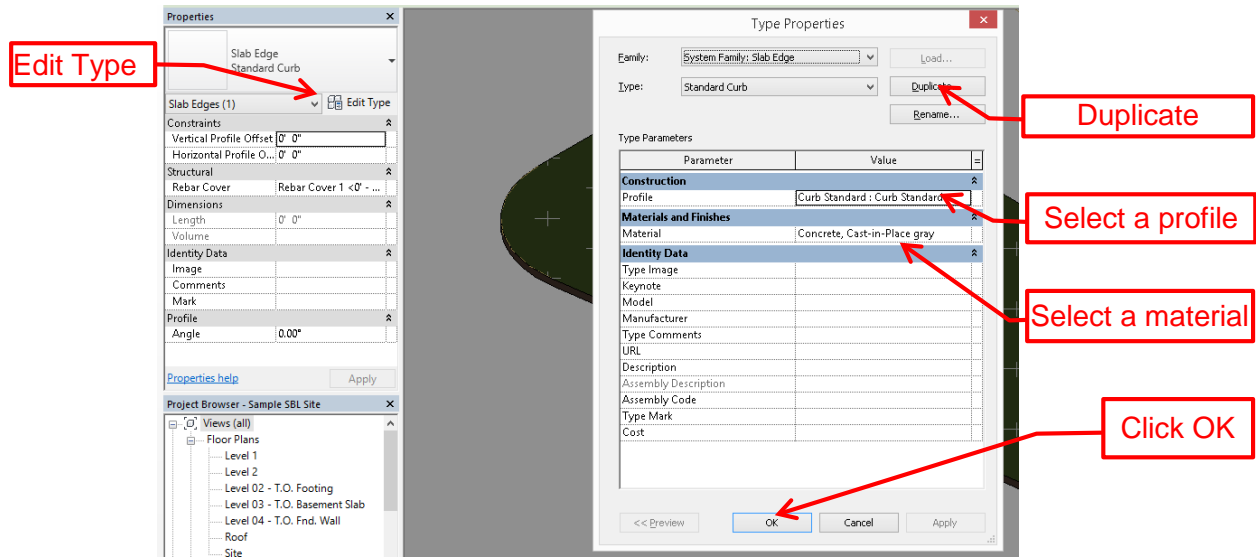 Edit Type
Properties ×
Slab Edge
Standard Curb
Slab Edges (1) Edit Type
Constraints
Vertical Profile Offset 0' 0"
Horizontal Profile O... 0' 0"
Structural
Rebar Cover Rebar Cover 1 <0' - ...
Dimensions
Length 0' 0"
Volume
Identity Data
Image
Comments
Mark
Profile
Angle 0.00°
Properties help Apply
Project Browser - Sample SBL Site ×
Views (all)
Floor Plans
Level 1
Level 2
Level 02 - T.O. Footing
Level 03 - T.O. Basement Slab
Level 04 - T.O. Fnd. Wall
Roof
Site
Type Properties ×
Family: System Family: Slab Edge Load...
Type: Standard Curb
Rename...
Type Parameters
Parameter Value =
Construction
Profile Curb Standard : Curb Standard
Materials and Finishes
Material Concrete, Cast-in-Place gray
Identity Data
Type Image
Keynote
Model
Manufacturer
Type Comments
URL
Description
Assembly Description
Assembly Code
Type Mark
Cost
<< Preview OK Cancel Apply
Duplicate
Select a profile
Select a material
Click OK